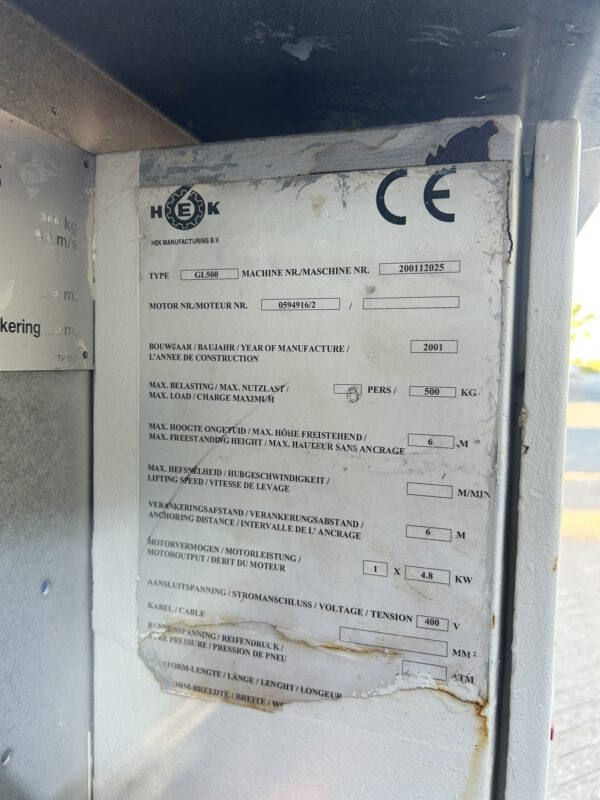 kg
m/s
m.
kering ... m.
HEK
CE
HEK MANUFACTURING B.V.
TYPE GL500 MACHINE NR./MASCHINE NR. 200112025
MOTOR NR./MOTEUR NR. 0594916/2 /
BOUWJAAR / BAUJAHR / YEAR OF MANUFACTURE / 2001
L'ANNEE DE CONSTRUCTION
MAX. BELASTING / MAX. NUTZLAST / PERS / 500 KG
MAX. LOAD / CHARGE MAXIMUM
MAX. HOOGTE ONGETUID / MAX. HÖHE FREISTEHEND / 6 M
MAX. FREESTANDING HEIGHT / MAX. HAUTEUR SANS ANCRAGE
MAX. HEFSNELHEID / HUBGESCHWINDIGKEIT / M/MIN
LIFTING SPEED / VITESSE DE LEVAGE
VERANKERINGSAFSTAND / VERANKERUNGSABSTAND / 6 M
ANCHORING DISTANCE / INTERVALLE DE L' ANCRAGE
MOTORVERMOGEN / MOTORLEISTUNG / 1 X 4.8 KW
MOTOROUTPUT / DEBIT DU MOTEUR
AANSLUITSPANNING / STROMANSCHLUSS / VOLTAGE / TENSION 400 V
KABEL / CABLE MM²
BANDENSPANNING / REIFENDRUCK / ATM
TYRE PRESSURE / PRESSION DE PNEU
FORM-LENGTE / LÄNGE / LENGHT / LONGEUR
ORM-BREEDTE / BREITE /